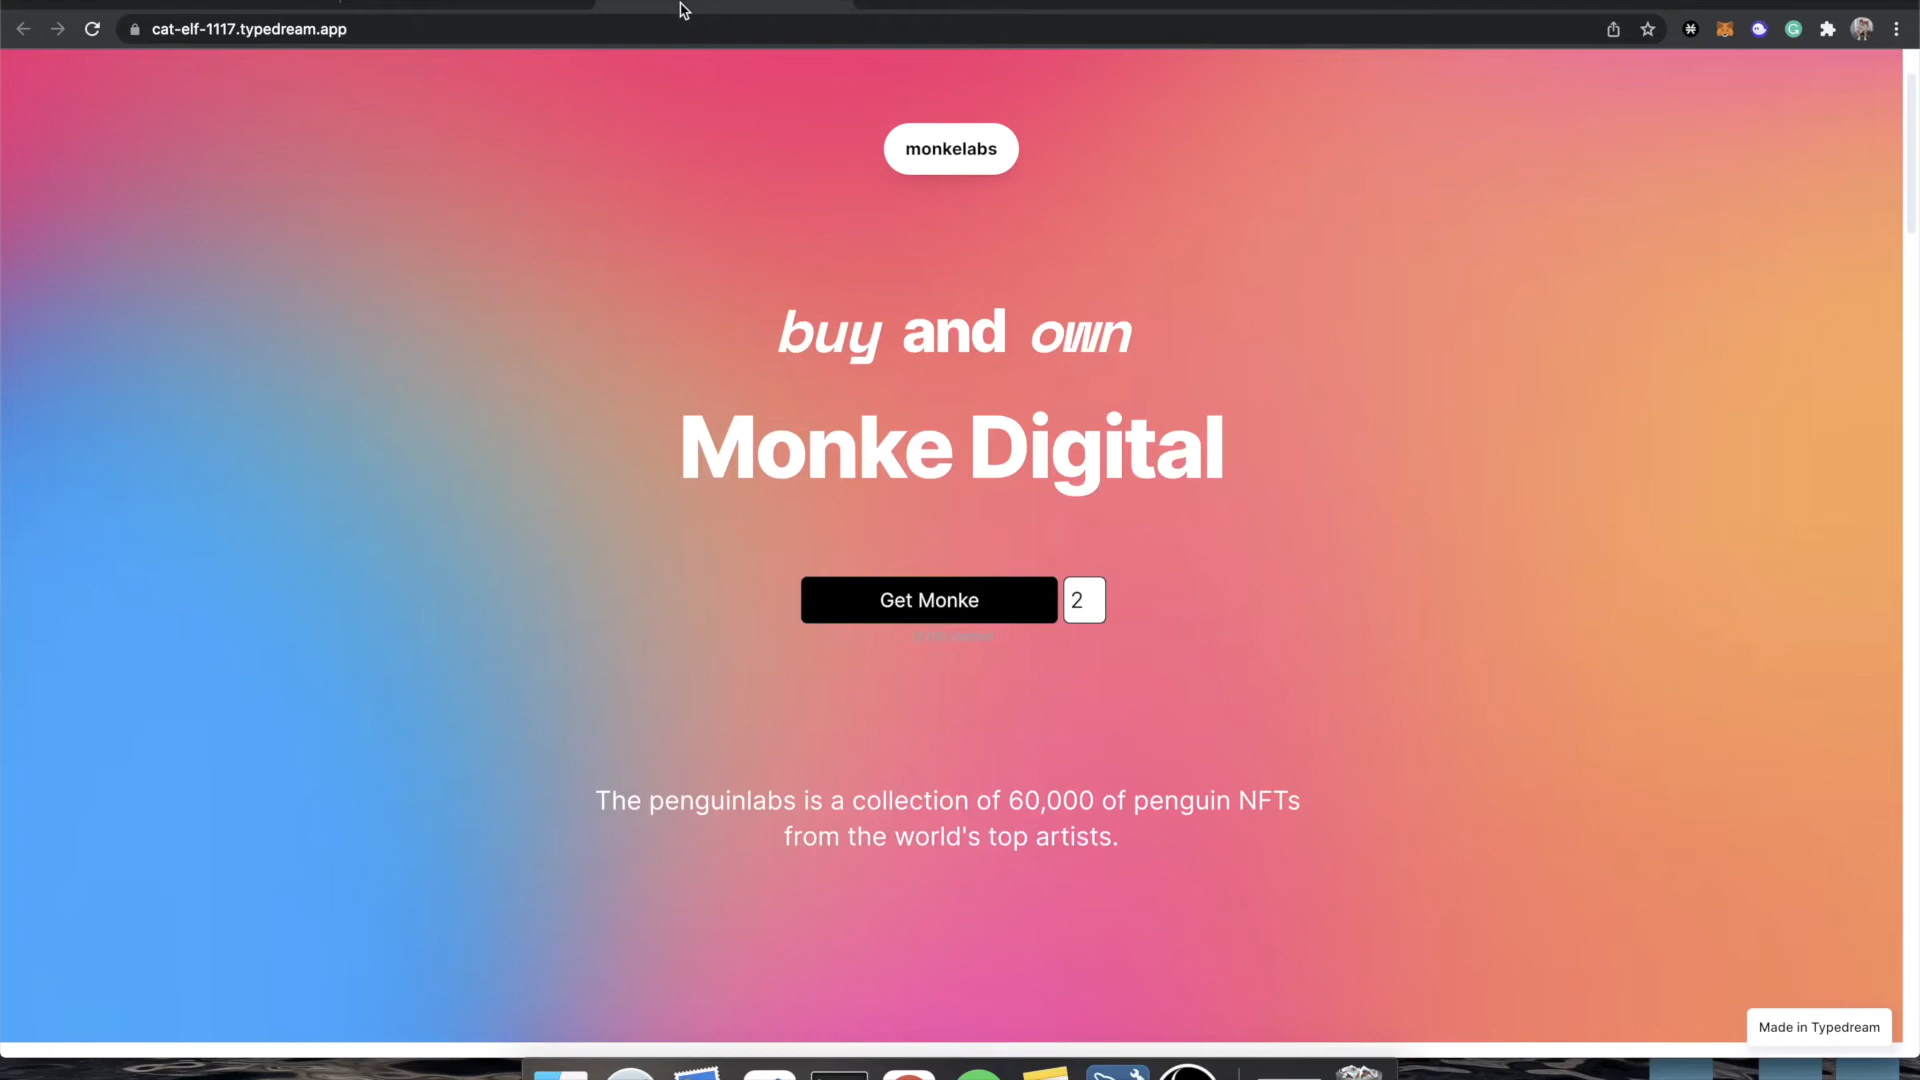 cat-elf-1117.typedream.app
monkelabs
buy and own
Monke Digital
Get Monke 2
The penguinlabs is a collection of 60,000 of penguin NFTs
from the world's top artists.
Made in Typedream